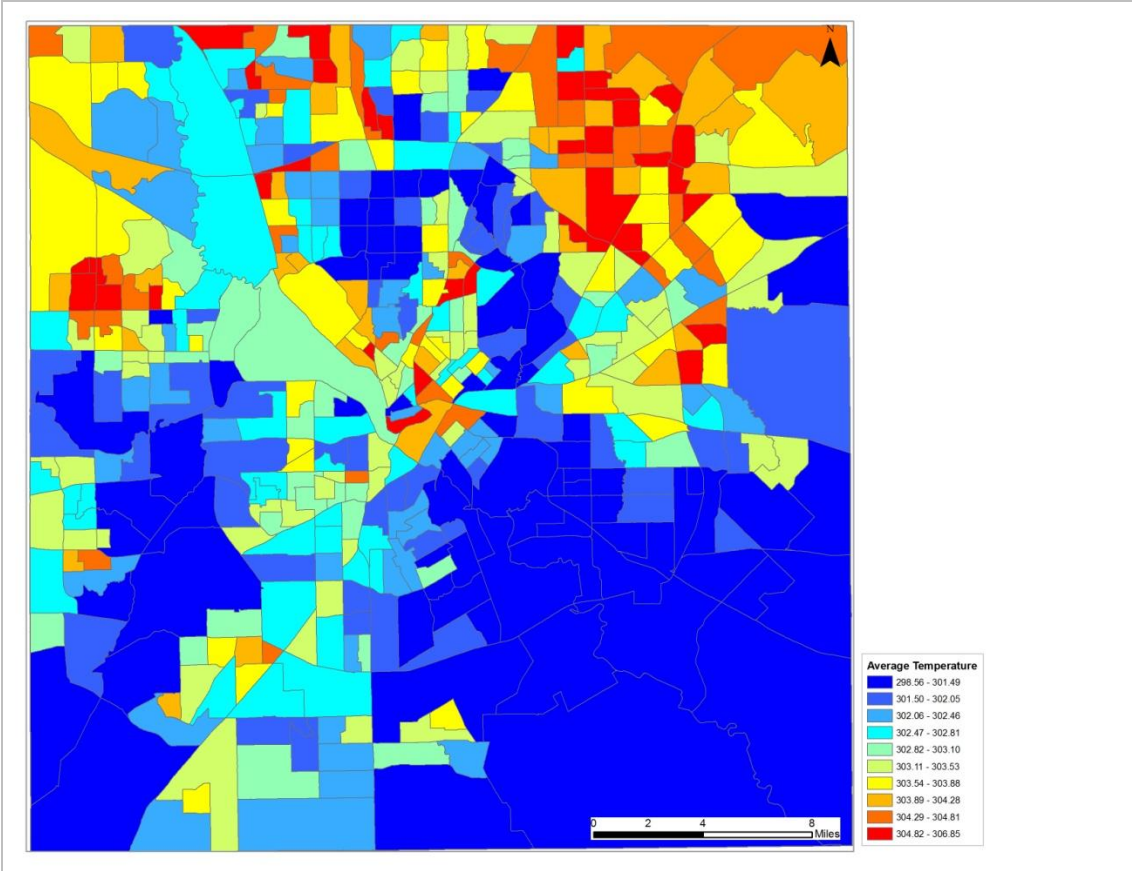 N
Average Temperature
298.56 - 301.49
301.50 - 302.05
302.06 - 302.46
302.47 - 302.81
302.82 - 303.10
303.11 - 303.53
303.54 - 303.88
303.89 - 304.28
304.29 - 304.81
304.82 - 306.85
0 2 4 8
Miles